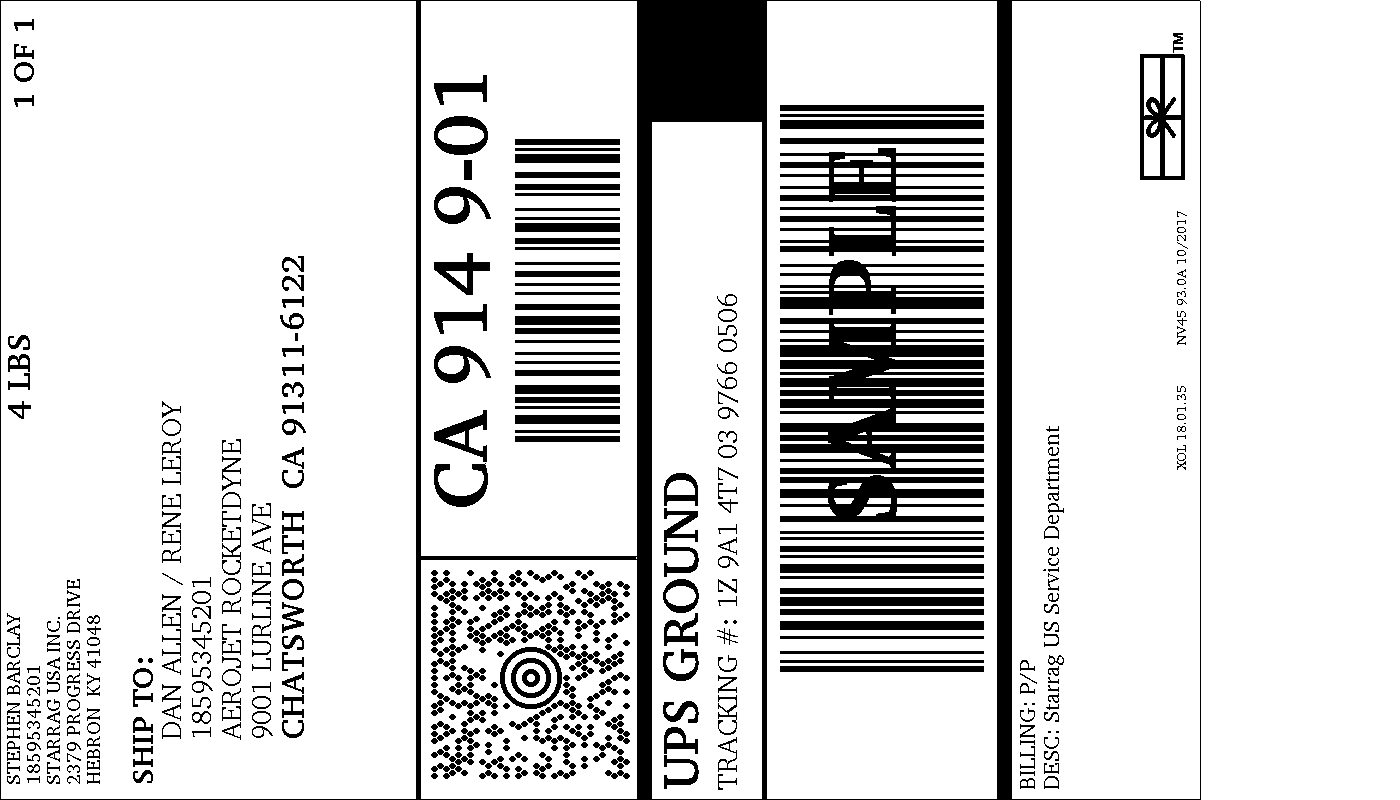 STEPHEN BARCLAY
18595345201
STARRAG USA INC.
2379 PROGRESS DRIVE
HEBRON KY 41048
4 LBS
1 OF 1
SHIP TO:
DAN ALLEN / RENE LEROY
18595345201
AEROJET ROCKETDYNE
9001 LURLINE AVE
CHATSWORTH CA 91311-6122
CA 914 9-01
UPS GROUND
TRACKING #: 1Z 9A1 4T7 03 9766 0506
SAMPLE
BILLING: P/P
DESC: Starrag US Service Department
XOL 18.01.35 NV45 93.0A 10/2017
TM